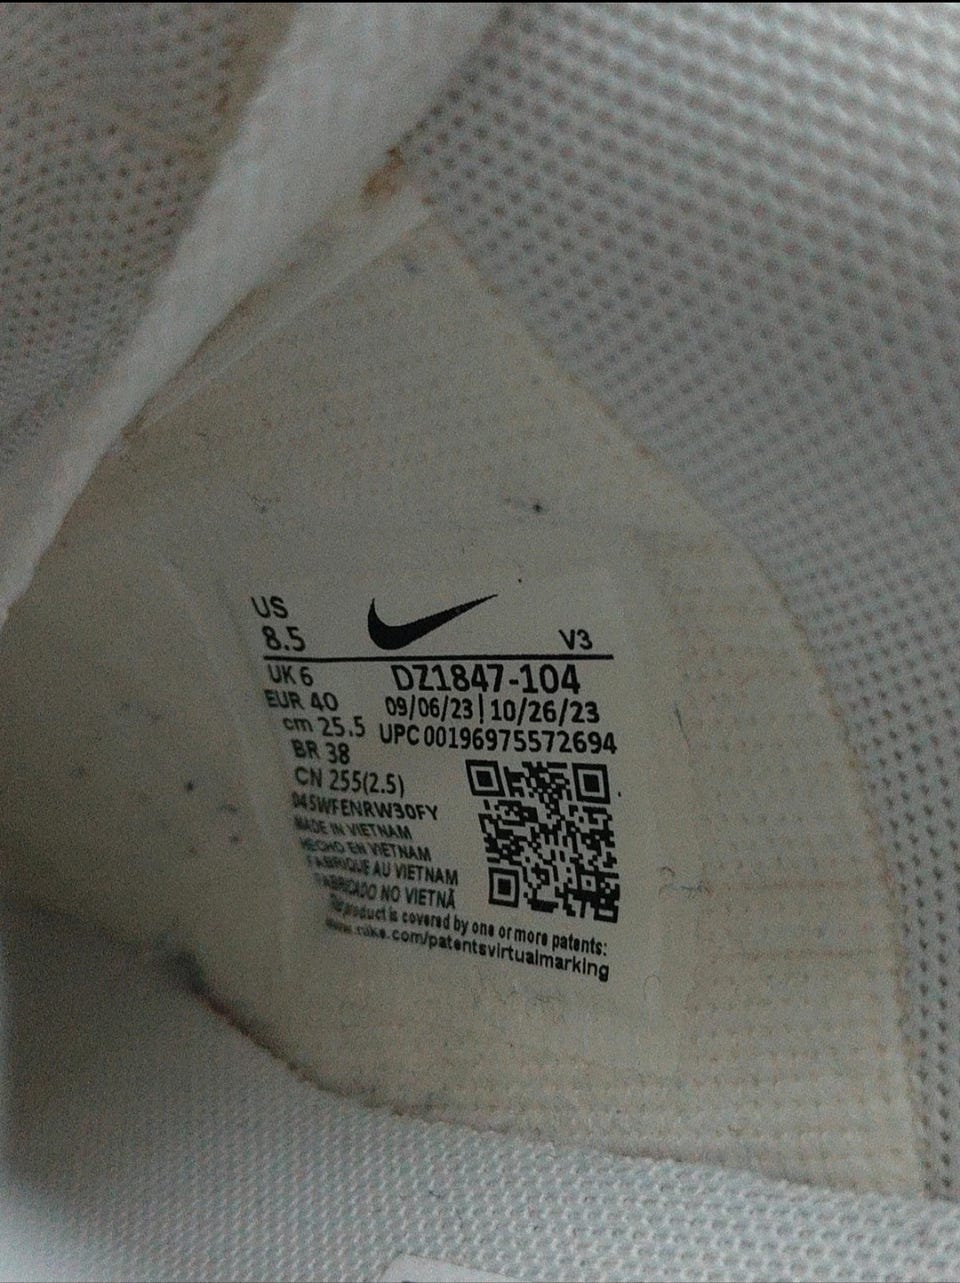 US
8.5
V3
UK 6
EUR 40
cm 25.5
BR 38
CN 255(2.5)
DZ1847-104
09/06/23 | 10/26/23
UPC 00196975572694
045WFENRW30FY
MADE IN VIETNAM
HECHO EN VIETNAM
FABRIQUE AU VIETNAM
FABRICADO NO VIETNÃ
This product is covered by one or more patents:
www.nike.com/patentsvirtualmarking